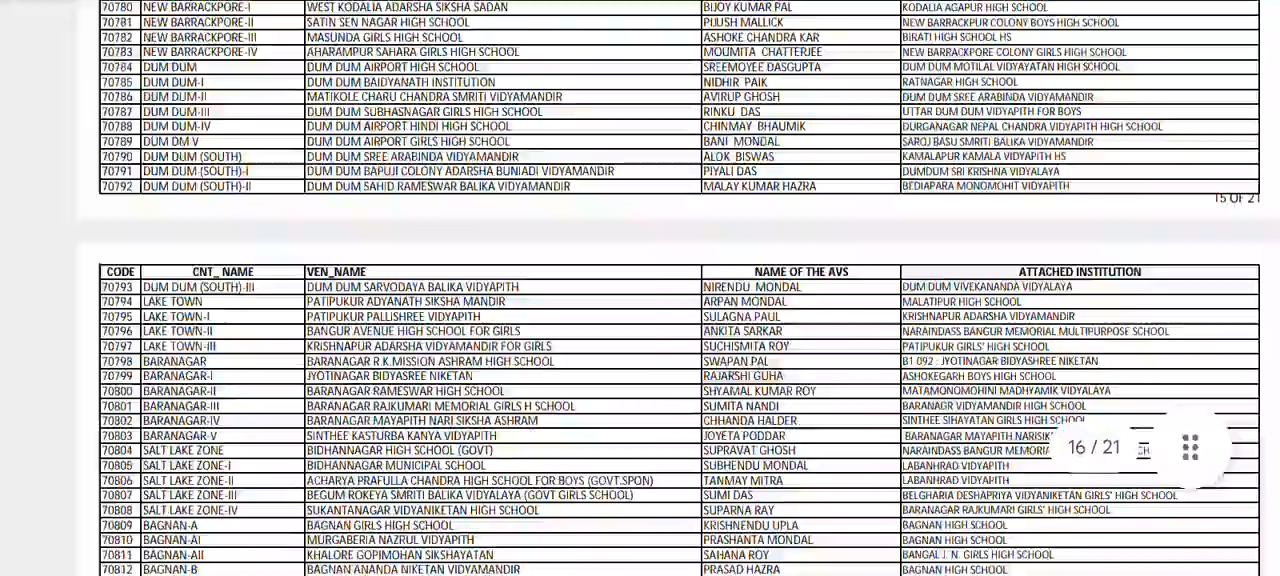 70780 NEW BARRACKPORE-I WEST KODALIA ADARSHA SIKSHA SADAN BIJOY KUMAR PAL KODALIA AGAPUR HIGH SCHOOL
70781 NEW BARRACKPORE-II SATIN SEN NAGAR HIGH SCHOOL PIJUSH MALLICK NEW BARRACKPUR COLONY BOYS HIGH SCHOOL
70782 NEW BARRACKPORE-III MASUNDA GIRLS HIGH SCHOOL ASHOKE CHANDRA KAR BIRATI HIGH SCHOOL HS
70783 NEW BARRACKPORE-IV AHARAMPUR SAHARA GIRLS HIGH SCHOOL MOUMITA CHATTERJEE NEW BARRACKPORE COLONY GIRLS HIGH SCHOOL
70784 DUM DUM DUM DUM AIRPORT HIGH SCHOOL SREEMOYEE DASGUPTA DUM DUM MOTILAL VIDYAYATAN HIGH SCHOOL
70785 DUM DUM-I DUM DUM BAIDYANATH INSTITUTION NIDHIR PAIK RATNAGAR HIGH SCHOOL
70786 DUM DUM-II MATIKOLE CHARU CHANDRA SMRITI VIDYAMANDIR AVIRUP GHOSH DUM DUM SREE ARABINDA VIDYAMANDIR
70787 DUM DUM-III DUM DUM SUBHASNAGAR GIRLS HIGH SCHOOL RINKU DAS UTTAR DUM DUM VIDYAPITH FOR BOYS
70788 DUM DUM-IV DUM DUM AIRPORT HINDI HIGH SCHOOL CHINMAY BHAUMIK DURGANAGAR NEPAL CHANDRA VIDYAPITH HIGH SCHOOL
70789 DUM DM V DUM DUM AIRPORT GIRLS HIGH SCHOOL BANI MONDAL SAROJ BASU SMRITI BALIKA VIDYAMANDIR
70790 DUM DUM (SOUTH) DUM DUM SREE ARABINDA VIDYAMANDIR ALOK BISWAS KAMALAPUR KAMALA VIDYAPITH HS
70791 DUM DUM (SOUTH)-I DUM DUM BAPUJI COLONY ADARSHA BUNIADI VIDYAMANDIR PIYALI DAS DUMDUM SRI KRISHNA VIDYALAYA
70792 DUM DUM (SOUTH)-II DUM DUM SAHID RAMESWAR BALIKA VIDYAMANDIR MALAY KUMAR HAZRA BEDIAPARA MONOMOHIT VIDYAPITH
15 OF 21
CODE CNT_ NAME VEN_NAME NAME OF THE AVS ATTACHED INSTITUTION
70793 DUM DUM (SOUTH)-III DUM DUM SARVODAYA BALIKA VIDYAPITH NIRENDU MONDAL DUM DUM VIVEKANANDA VIDYALAYA
70794 LAKE TOWN PATIPUKUR ADYANATH SIKSHA MANDIR ARPAN MONDAL MALATIPUR HIGH SCHOOL
70795 LAKE TOWN-I PATIPUKUR PALLISHREE VIDYAPITH SULAGNA PAUL KRISHNAPUR ADARSHA VIDYAMANDIR
70796 LAKE TOWN-II BANGUR AVENUE HIGH SCHOOL FOR GIRLS ANKITA SARKAR NARAINDASS BANGUR MEMORIAL MULTIPURPOSE SCHOOL
70797 LAKE TOWN-III KRISHNAPUR ADARSHA VIDYAMANDIR FOR GIRLS SUCHISMITA ROY PATIPUKUR GIRLS' HIGH SCHOOL
70798 BARANAGAR BARANAGAR R K MISSION ASHRAM HIGH SCHOOL SWAPAN PAL B1 092 : JYOTINAGAR BIDYASHREE NIKETAN
70799 BARANAGAR-I JYOTINAGAR BIDYASREE NIKETAN RAJARSHI GUHA ASHOKEGARH BOYS HIGH SCHOOL
70800 BARANAGAR-II BARANAGAR RAMESWAR HIGH SCHOOL SHYAMAL KUMAR ROY MATAMONOMOHINI MADHYAMIK VIDYALAYA
70801 BARANAGAR-III BARANAGAR RAJKUMARI MEMORIAL GIRLS H SCHOOL SUMITA NANDI BARANAGR VIDYAMANDIR HIGH SCHOOL
70802 BARANAGAR-IV BARANAGAR MAYAPITH NARI SIKSHA ASHRAM CHHANDA HALDER SINTHEE SIHAYATAN GIRLS HIGH SCHOOL
70803 BARANAGAR-V SINTHEE KASTURBA KANYA VIDYAPITH JOYETA PODDAR BARANAGAR MAYAPITH NARISIK
70804 SALT LAKE ZONE BIDHANNAGAR HIGH SCHOOL (GOVT) SUPRAVAT GHOSH NARAINDASS BANGUR MEMORIA 16 / 21
70805 SALT LAKE ZONE-I BIDHANNAGAR MUNICIPAL SCHOOL SUBHENDU MONDAL LABANHRAD VIDYAPITH
70806 SALT LAKE ZONE-II ACHARYA PRAFULLA CHANDRA HIGH SCHOOL FOR BOYS (GOVT.SPON) TANMAY MITRA LABANHRAD VIDYAPITH
70807 SALT LAKE ZONE-III BEGUM ROKEYA SMRITI BALIKA VIDYALAYA (GOVT GIRLS SCHOOL) SUMI DAS BELGHARIA DESHAPRIYA VIDYANIKETAN GIRLS' HIGH SCHOOL
70808 SALT LAKE ZONE-IV SUKANTANAGAR VIDYANIKETAN HIGH SCHOOL SUPARNA RAY BARANAGAR RAJKUMARI GIRLS' HIGH SCHOOL
70809 BAGNAN-A BAGNAN GIRLS HIGH SCHOOL KRISHNENDU UPLA BAGNAN HIGH SCHOOL
70810 BAGNAN-AI MURGABERIA NAZRUL VIDYAPITH PRASHANTA MONDAL BAGNAN HIGH SCHOOL
70811 BAGNAN-AII KHALORE GOPIMOHAN SIKSHAYATAN SAHANA ROY BANGAL J. N. GIRLS HIGH SCHOOL
70812 BAGNAN-B BAGNAN ANANDA NIKETAN VIDYAMANDIR PRASAD HAZRA BAGNAN HIGH SCHOOL